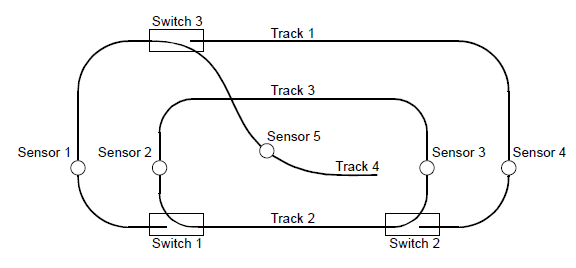 Switch 3
Track 1
Track 3
Sensor 5
Sensor 1
Sensor 2
Sensor 3
Sensor 4
Track 4
Track 2
Switch 1
Switch 2